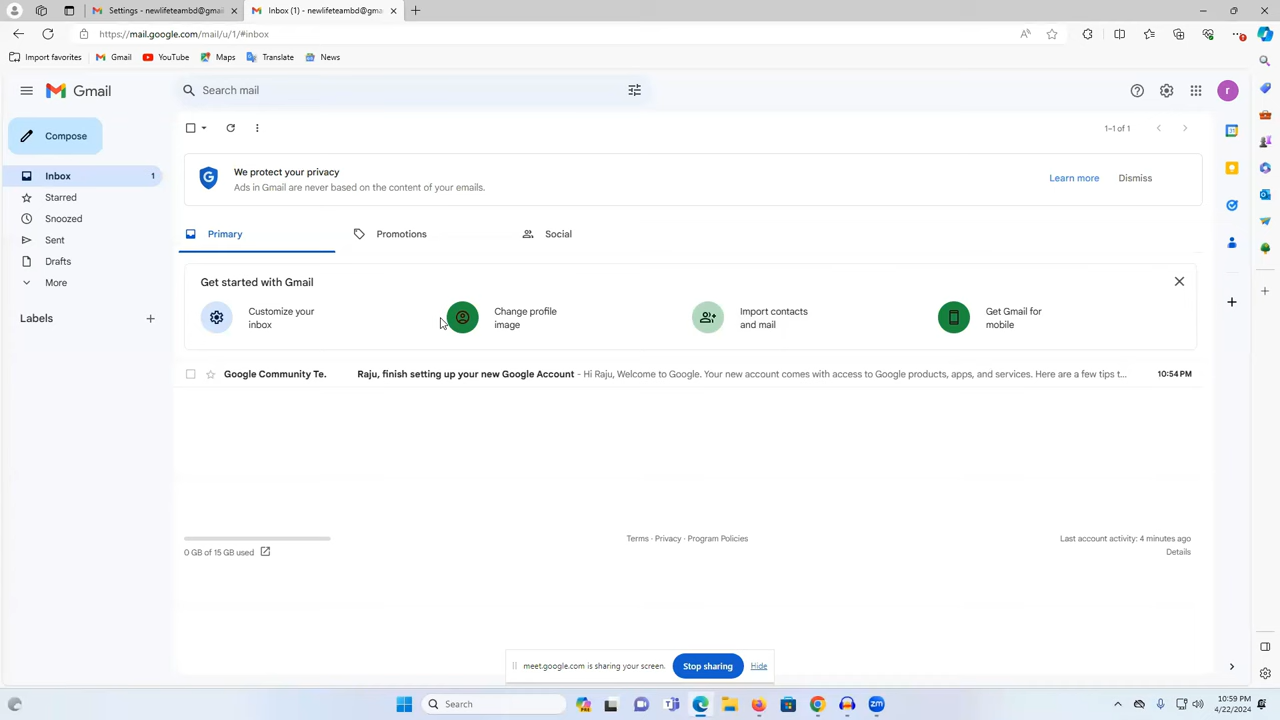 Settings - newlifeteambd@gmail
Inbox (1) - newlifeteambd@gma
https://mail.google.com/mail/u/1/#inbox
Import favorites
Gmail
YouTube
Maps
Translate
News
Gmail
Search mail
r
Compose
1–1 of 1
Inbox
1
Starred
Snoozed
Sent
Drafts
More
Labels
We protect your privacy
Ads in Gmail are never based on the content of your emails.
Learn more
Dismiss
Primary
Promotions
Social
Get started with Gmail
Customize your
inbox
Change profile
image
Import contacts
and mail
Get Gmail for
mobile
Google Community Te.
Raju, finish setting up your new Google Account - Hi Raju, Welcome to Google. Your new account comes with access to Google products, apps, and services. Here are a few tips t...
10:54 PM
0 GB of 15 GB used
Terms · Privacy · Program Policies
Last account activity: 4 minutes ago
Details
meet.google.com is sharing your screen.
Stop sharing
Hide
Search
zm
10:59 PM
4/22/2024